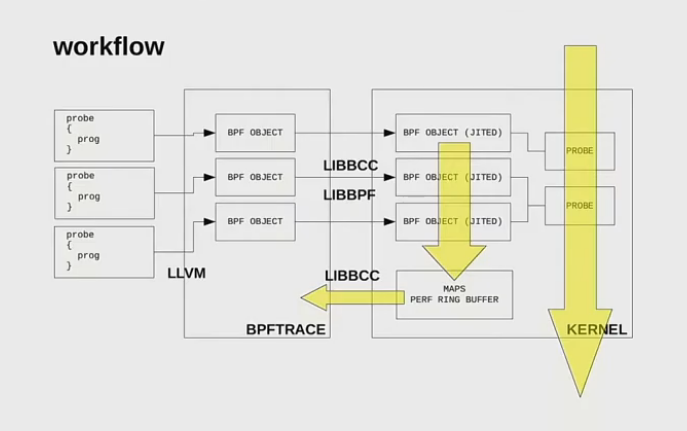 workflow
probe
{
prog
}
probe
{
prog
}
probe
{
prog
}
LLVM
BPF OBJECT
BPF OBJECT
BPF OBJECT
BPFTRACE
LIBBCC
LIBBPF
LIBBCC
BPF OBJECT (JITED)
BPF OBJECT (JITED)
BPF OBJECT (JITED)
MAPS
PERF RING BUFFER
PROBE
PROBE
KERNEL